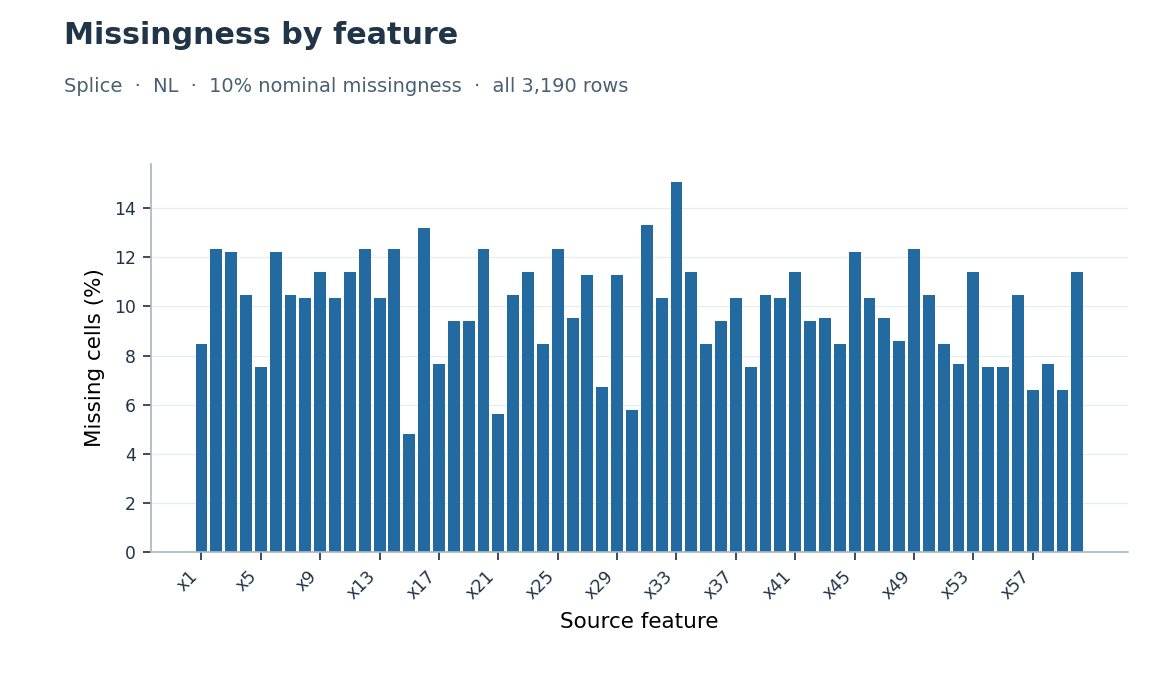 Missingness by feature
Splice · NL · 10% nominal missingness · all 3,190 rows
Missing cells (%)
14
12
10
8
6
4
2
0
x1 x5 x9 x13 x17 x21 x25 x29 x33 x37 x41 x45 x49 x53 x57
Source feature